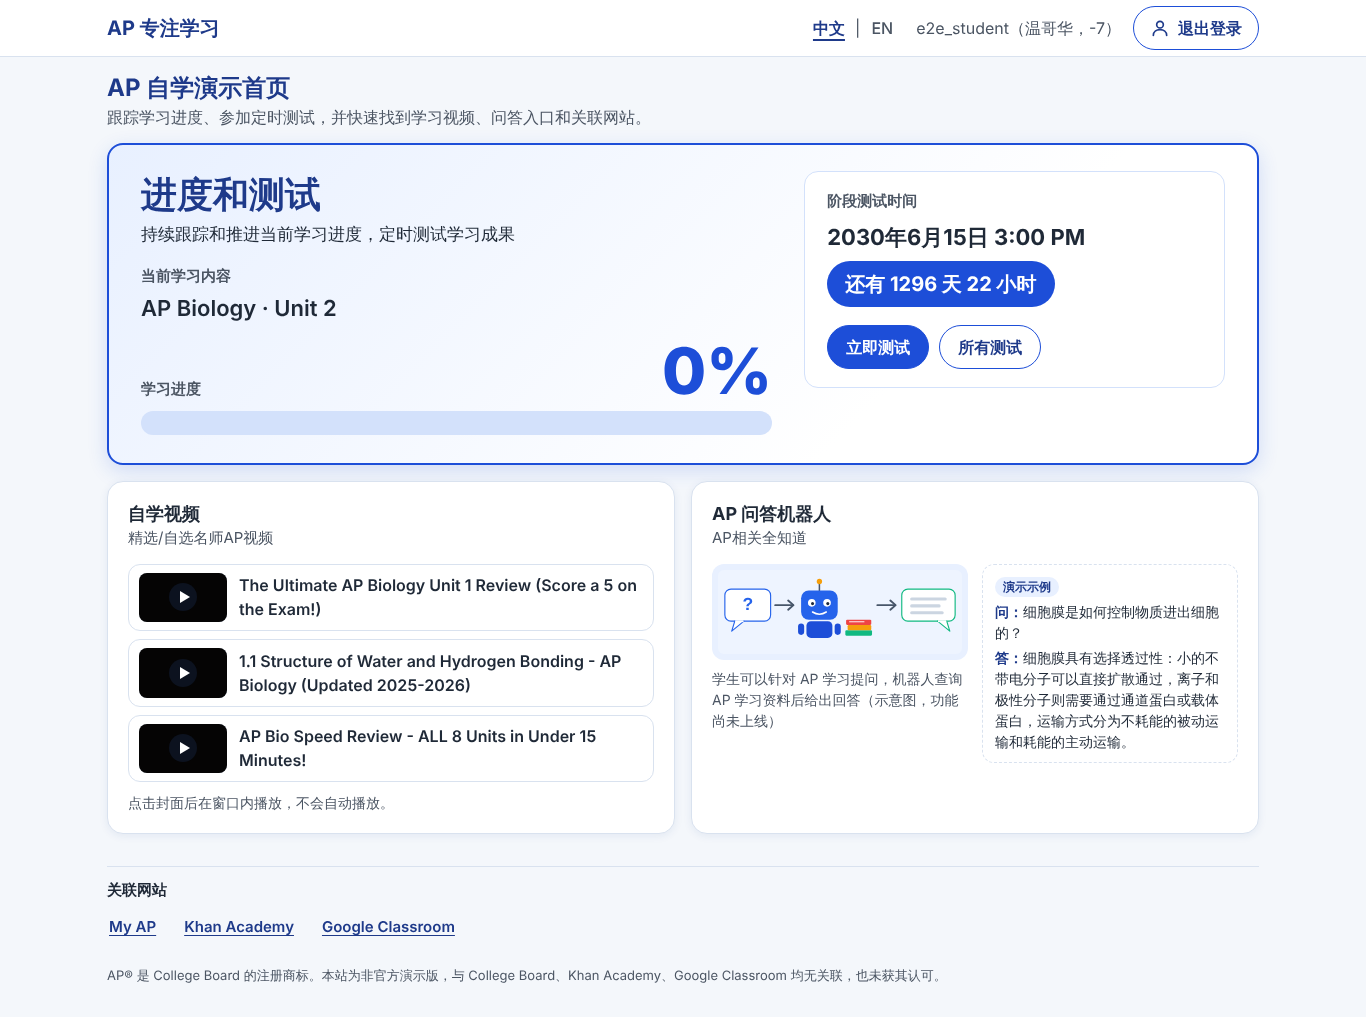 AP 专注学习
中文 | EN e2e_student（温哥华，-7） 退出登录
AP 自学演示首页
跟踪学习进度、参加定时测试，并快速找到学习视频、问答入口和关联网站。
进度和测试
持续跟踪和推进当前学习进度，定时测试学习成果
当前学习内容
AP Biology · Unit 2
学习进度
0%
阶段测试时间
2030年6月15日 3:00 PM
还有 1296 天 22 小时
立即测试 所有测试
自学视频
精选/自选名师AP视频
The Ultimate AP Biology Unit 1 Review (Score a 5 on
the Exam!)
1.1 Structure of Water and Hydrogen Bonding - AP
Biology (Updated 2025-2026)
AP Bio Speed Review - ALL 8 Units in Under 15
Minutes!
点击封面后在窗口内播放，不会自动播放。
AP 问答机器人
AP相关全知道
?
学生可以针对 AP 学习提问，机器人查询
AP 学习资料后给出回答（示意图，功能
尚未上线）
演示示例
问：细胞膜是如何控制物质进出细胞
的？
答：细胞膜具有选择透过性：小的不
带电分子可以直接扩散通过，离子和
极性分子则需要通过通道蛋白或载体
蛋白，运输方式分为不耗能的被动运
输和耗能的主动运输。
关联网站
My AP Khan Academy Google Classroom
AP® 是 College Board 的注册商标。本站为非官方演示版，与 College Board、Khan Academy、Google Classroom 均无关联，也未获其认可。